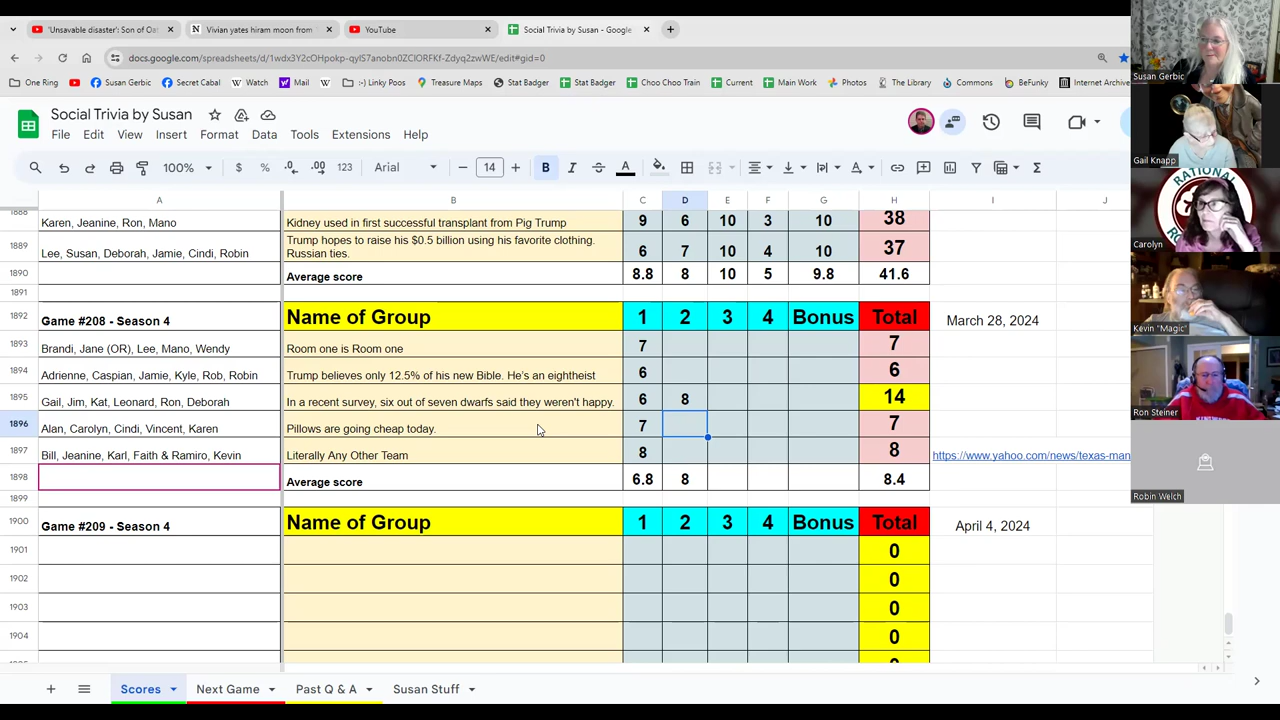 'Unsavable disaster': Son of Oat
Vivian yates hiram moon from
YouTube
Social Trivia by Susan - Google
docs.google.com/spreadsheets/d/1wdx3Y2cOHpokp-qyIS7anobn0ZCIORFKf-Zdyq2zwWE/edit#gid=0
One Ring
Susan Gerbic
Secret Cabal
Watch
Mail
:-) Linky Poos
Stat Badger
Stat Badger
Choo Choo Train
Current
Main Work
Photos
The Library
Commons
BeFunky
Internet Archive
Social Trivia by Susan
File Edit View Insert Format Data Tools Extensions Help
100% $ % .0 .00 123 Arial 14 B I A
A B C D E F G H I J
1888 Karen, Jeanine, Ron, Mano Kidney used in first successful transplant from Pig Trump 9 6 10 3 10 38
1889 Lee, Susan, Deborah, Jamie, Cindi, Robin Trump hopes to raise his $0.5 billion using his favorite clothing. Russian ties. 6 7 10 4 10 37
1890 Average score 8.8 8 10 5 9.8 41.6
1891
1892 Game #208 - Season 4 Name of Group 1 2 3 4 Bonus Total March 28, 2024
1893 Brandi, Jane (OR), Lee, Mano, Wendy Room one is Room one 7 7
1894 Adrienne, Caspian, Jamie, Kyle, Rob, Robin Trump believes only 12.5% of his new Bible. He's an eightheist 6 6
1895 Gail, Jim, Kat, Leonard, Ron, Deborah In a recent survey, six out of seven dwarfs said they weren't happy. 6 8 14
1896 Alan, Carolyn, Cindi, Vincent, Karen Pillows are going cheap today. 7 7
1897 Bill, Jeanine, Karl, Faith & Ramiro, Kevin Literally Any Other Team 8 8 https://www.yahoo.com/news/texas-man
1898 Average score 6.8 8 8.4
1899
1900 Game #209 - Season 4 Name of Group 1 2 3 4 Bonus Total April 4, 2024
1901 0
1902 0
1903 0
1904 0
Scores Next Game Past Q & A Susan Stuff
Susan Gerbic
Gail Knapp
RATIONAL
Carolyn
Kevin "Magic"
Ron Steiner
Robin Welch